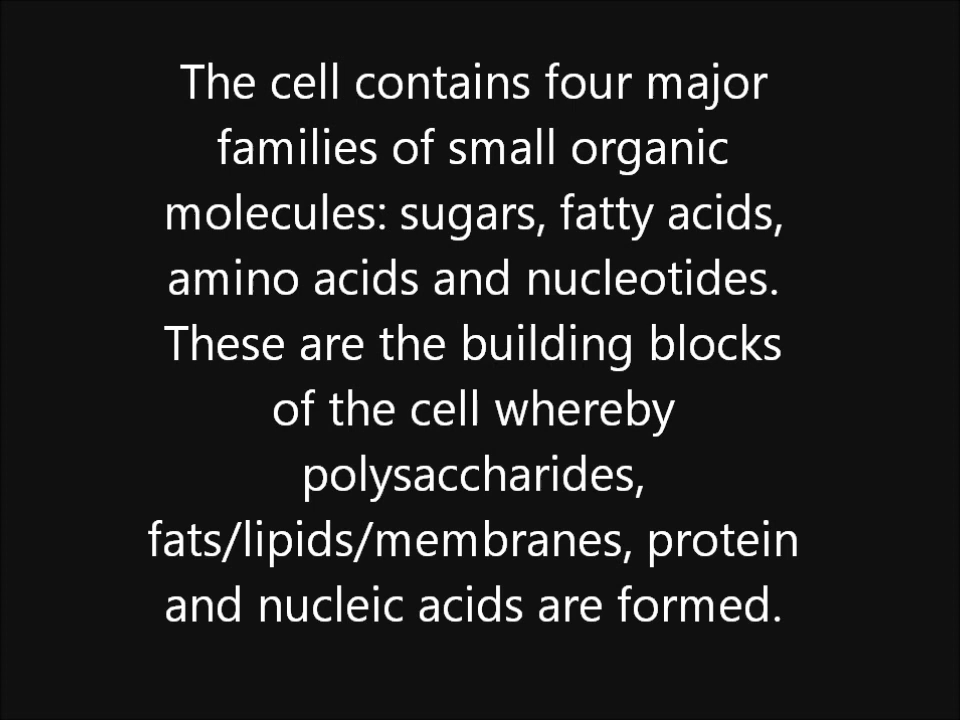 The cell contains four major
families of small organic
molecules: sugars, fatty acids,
amino acids and nucleotides.
These are the building blocks
of the cell whereby
polysaccharides,
fats/lipids/membranes, protein
and nucleic acids are formed.